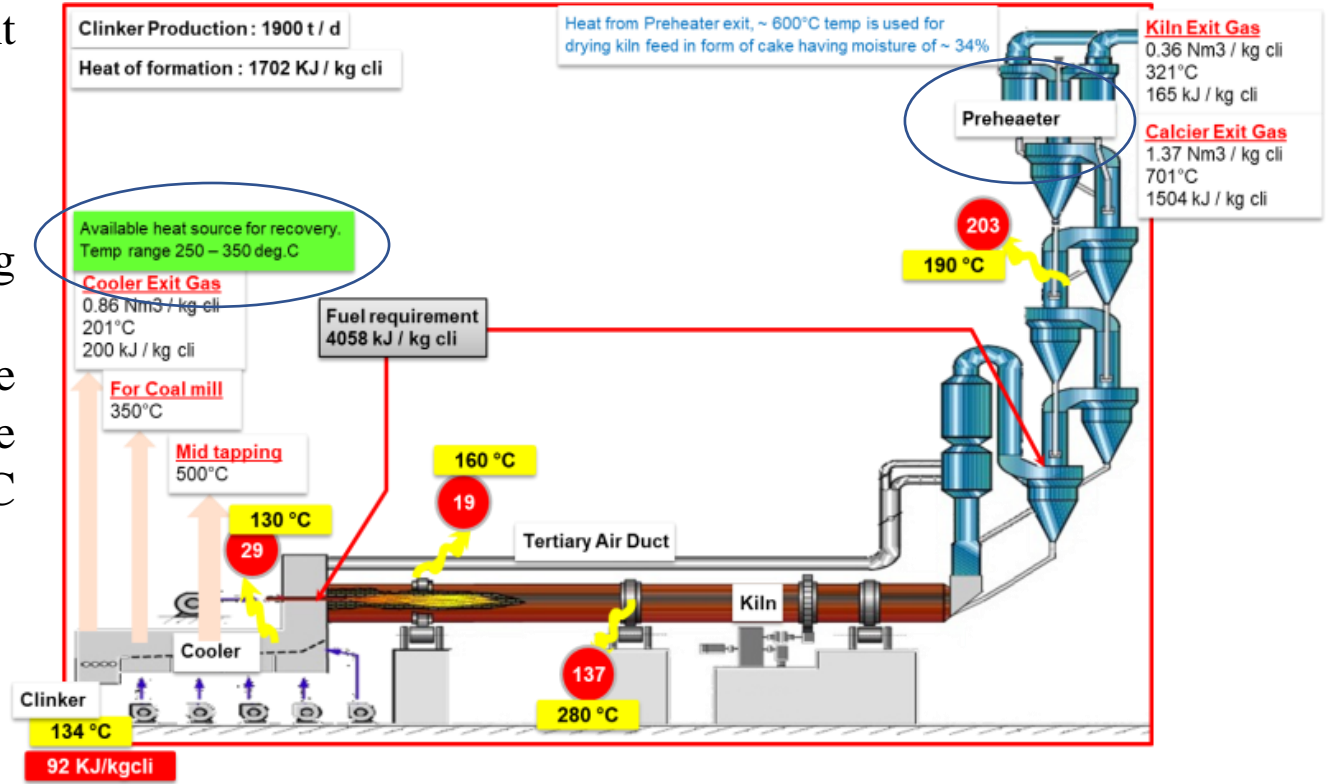 t
g
e
e
C
Clinker Production : 1900 t / d
Heat of formation : 1702 KJ / kg cli
Heat from Preheater exit, ~ 600°C temp is used for
drying kiln feed in form of cake having moisture of ~ 34%
Kiln Exit Gas
0.36 Nm3 / kg cli
321°C
165 kJ / kg cli
Preheaeter
Calcier Exit Gas
1.37 Nm3 / kg cli
701°C
1504 kJ / kg cli
Available heat source for recovery.
Temp range 250 – 350 deg.C
203
190 °C
Cooler Exit Gas
0.86 Nm3 / kg cli
201°C
200 kJ / kg cli
Fuel requirement
4058 kJ / kg cli
For Coal mill
350°C
Mid tapping
500°C
160 °C
19
130 °C
29
Tertiary Air Duct
Kiln
Cooler
137
280 °C
Clinker
134 °C
92 KJ/kgcli